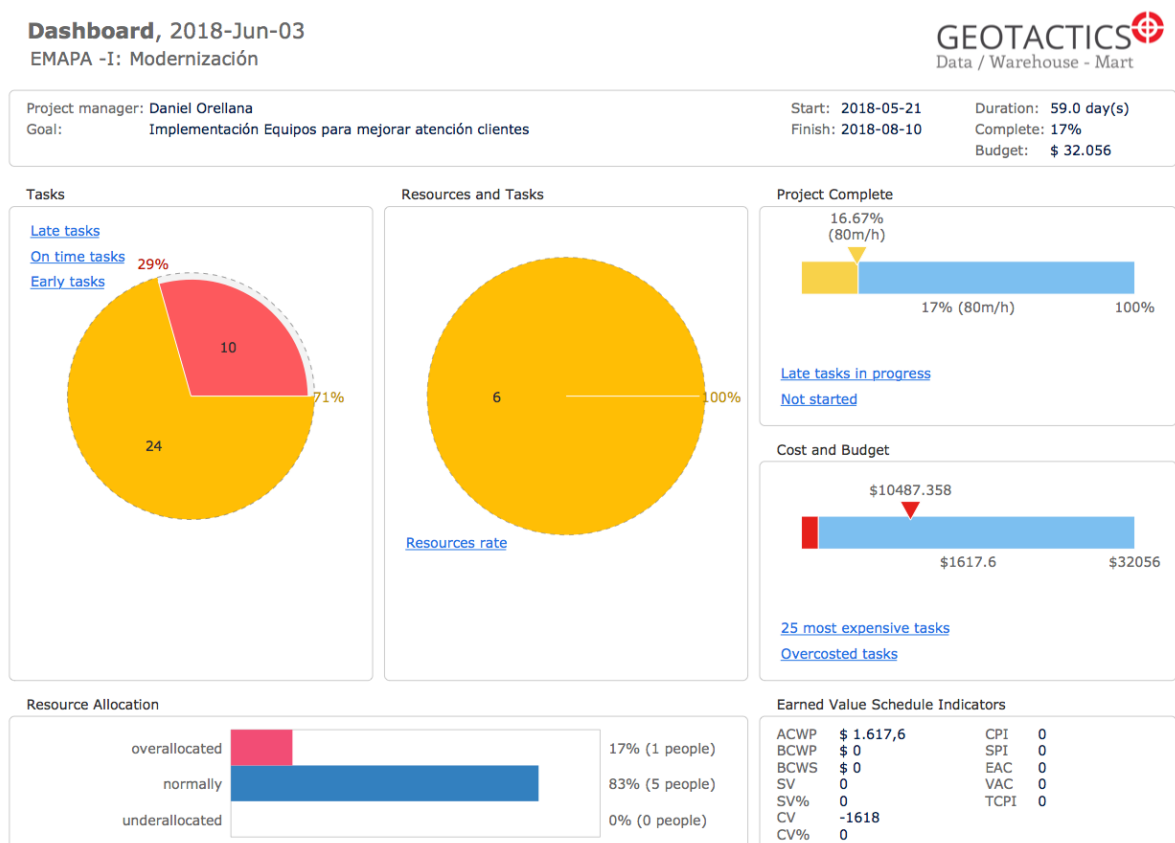 Dashboard, 2018-Jun-03
EMAPA -I: Modernización
GEOTACTICS
Data / Warehouse - Mart
Project manager: Daniel Orellana
Goal: Implementación Equipos para mejorar atención clientes
Start: 2018-05-21
Finish: 2018-08-10
Duration: 59.0 day(s)
Complete: 17%
Budget: $ 32.056
Tasks
Late tasks
On time tasks
Early tasks
29%
10
71%
24
Resources and Tasks
6
100%
Resources rate
Project Complete
16.67%
(80m/h)
17% (80m/h)
100%
Late tasks in progress
Not started
Cost and Budget
$10487.358
$1617.6
$32056
25 most expensive tasks
Overcosted tasks
Resource Allocation
overallocated 17% (1 people)
normally 83% (5 people)
underallocated 0% (0 people)
Earned Value Schedule Indicators
ACWP $ 1.617,6 CPI 0
BCWP $ 0 SPI 0
BCWS $ 0 EAC 0
SV 0 VAC 0
SV% 0 TCPI 0
CV -1618
CV% 0